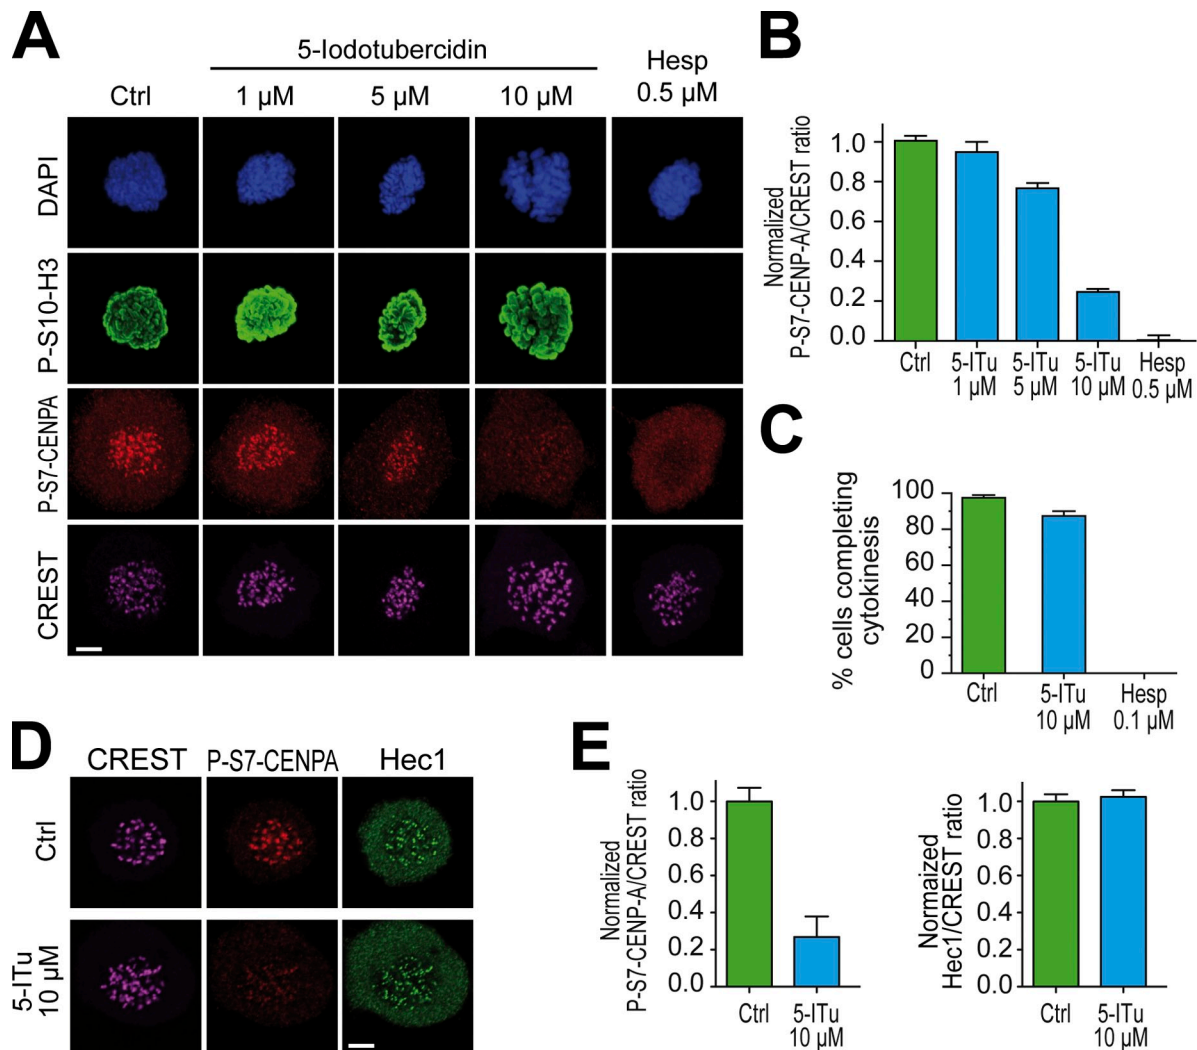 A
5-Iodotubercidin
Hesp
Ctrl 1 µM 5 µM 10 µM 0.5 µM
DAPI
P-S10-H3
P-S7-CENPA
CREST
B
Normalized
P-S7-CENP-A/CREST ratio
1.0
0.8
0.6
0.4
0.2
0.0
Ctrl 5-ITu 5-ITu 5-ITu Hesp
1 µM 5 µM 10 µM 0.5 µM
C
% cells completing
cytokinesis
100
80
60
40
20
0
Ctrl 5-ITu Hesp
10 µM 0.1 µM
D
CREST P-S7-CENPA Hec1
Ctrl
5-ITu
10 µM
E
Normalized
P-S7-CENP-A/CREST ratio
1.0
0.8
0.6
0.4
0.2
0.0
Ctrl 5-ITu
10 µM
Normaized
Hec1/CREST ratio
1.0
0.8
0.6
0.4
0.2
0.0
Ctrl 5-ITu
10 µM